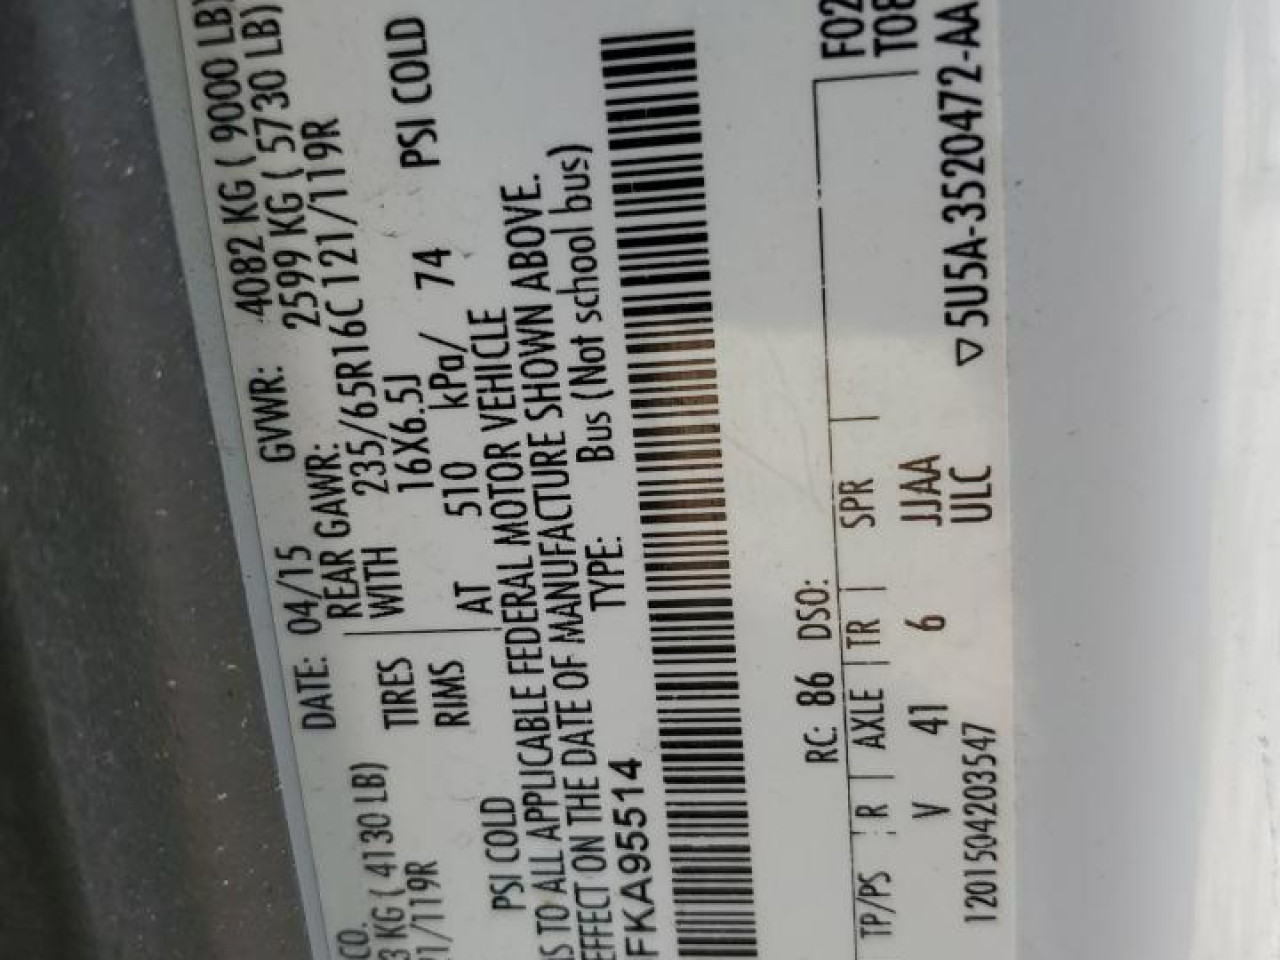 CO. DATE: 04/15 GVWR: 4082 KG ( 9000 LB)
3 KG ( 4130 LB) REAR GAWR: 2599 KG ( 5730 LB)
21/119R TIRES WITH 235/65R16C 121/119R
RIMS 16X6.5J
PSI COLD AT 510 kPa/ 74 PSI COLD
S TO ALL APPLICABLE FEDERAL MOTOR VEHICLE
EFFECT ON THE DATE OF MANUFACTURE SHOWN ABOVE.
FKA95514 TYPE: Bus (Not school bus)
RC: 86 DSO: F02
T08
TP/PS R AXLE TR SPR
V 41 6 JJAA
1201504203547 ULC ▽ 5U5A-3520472-AA